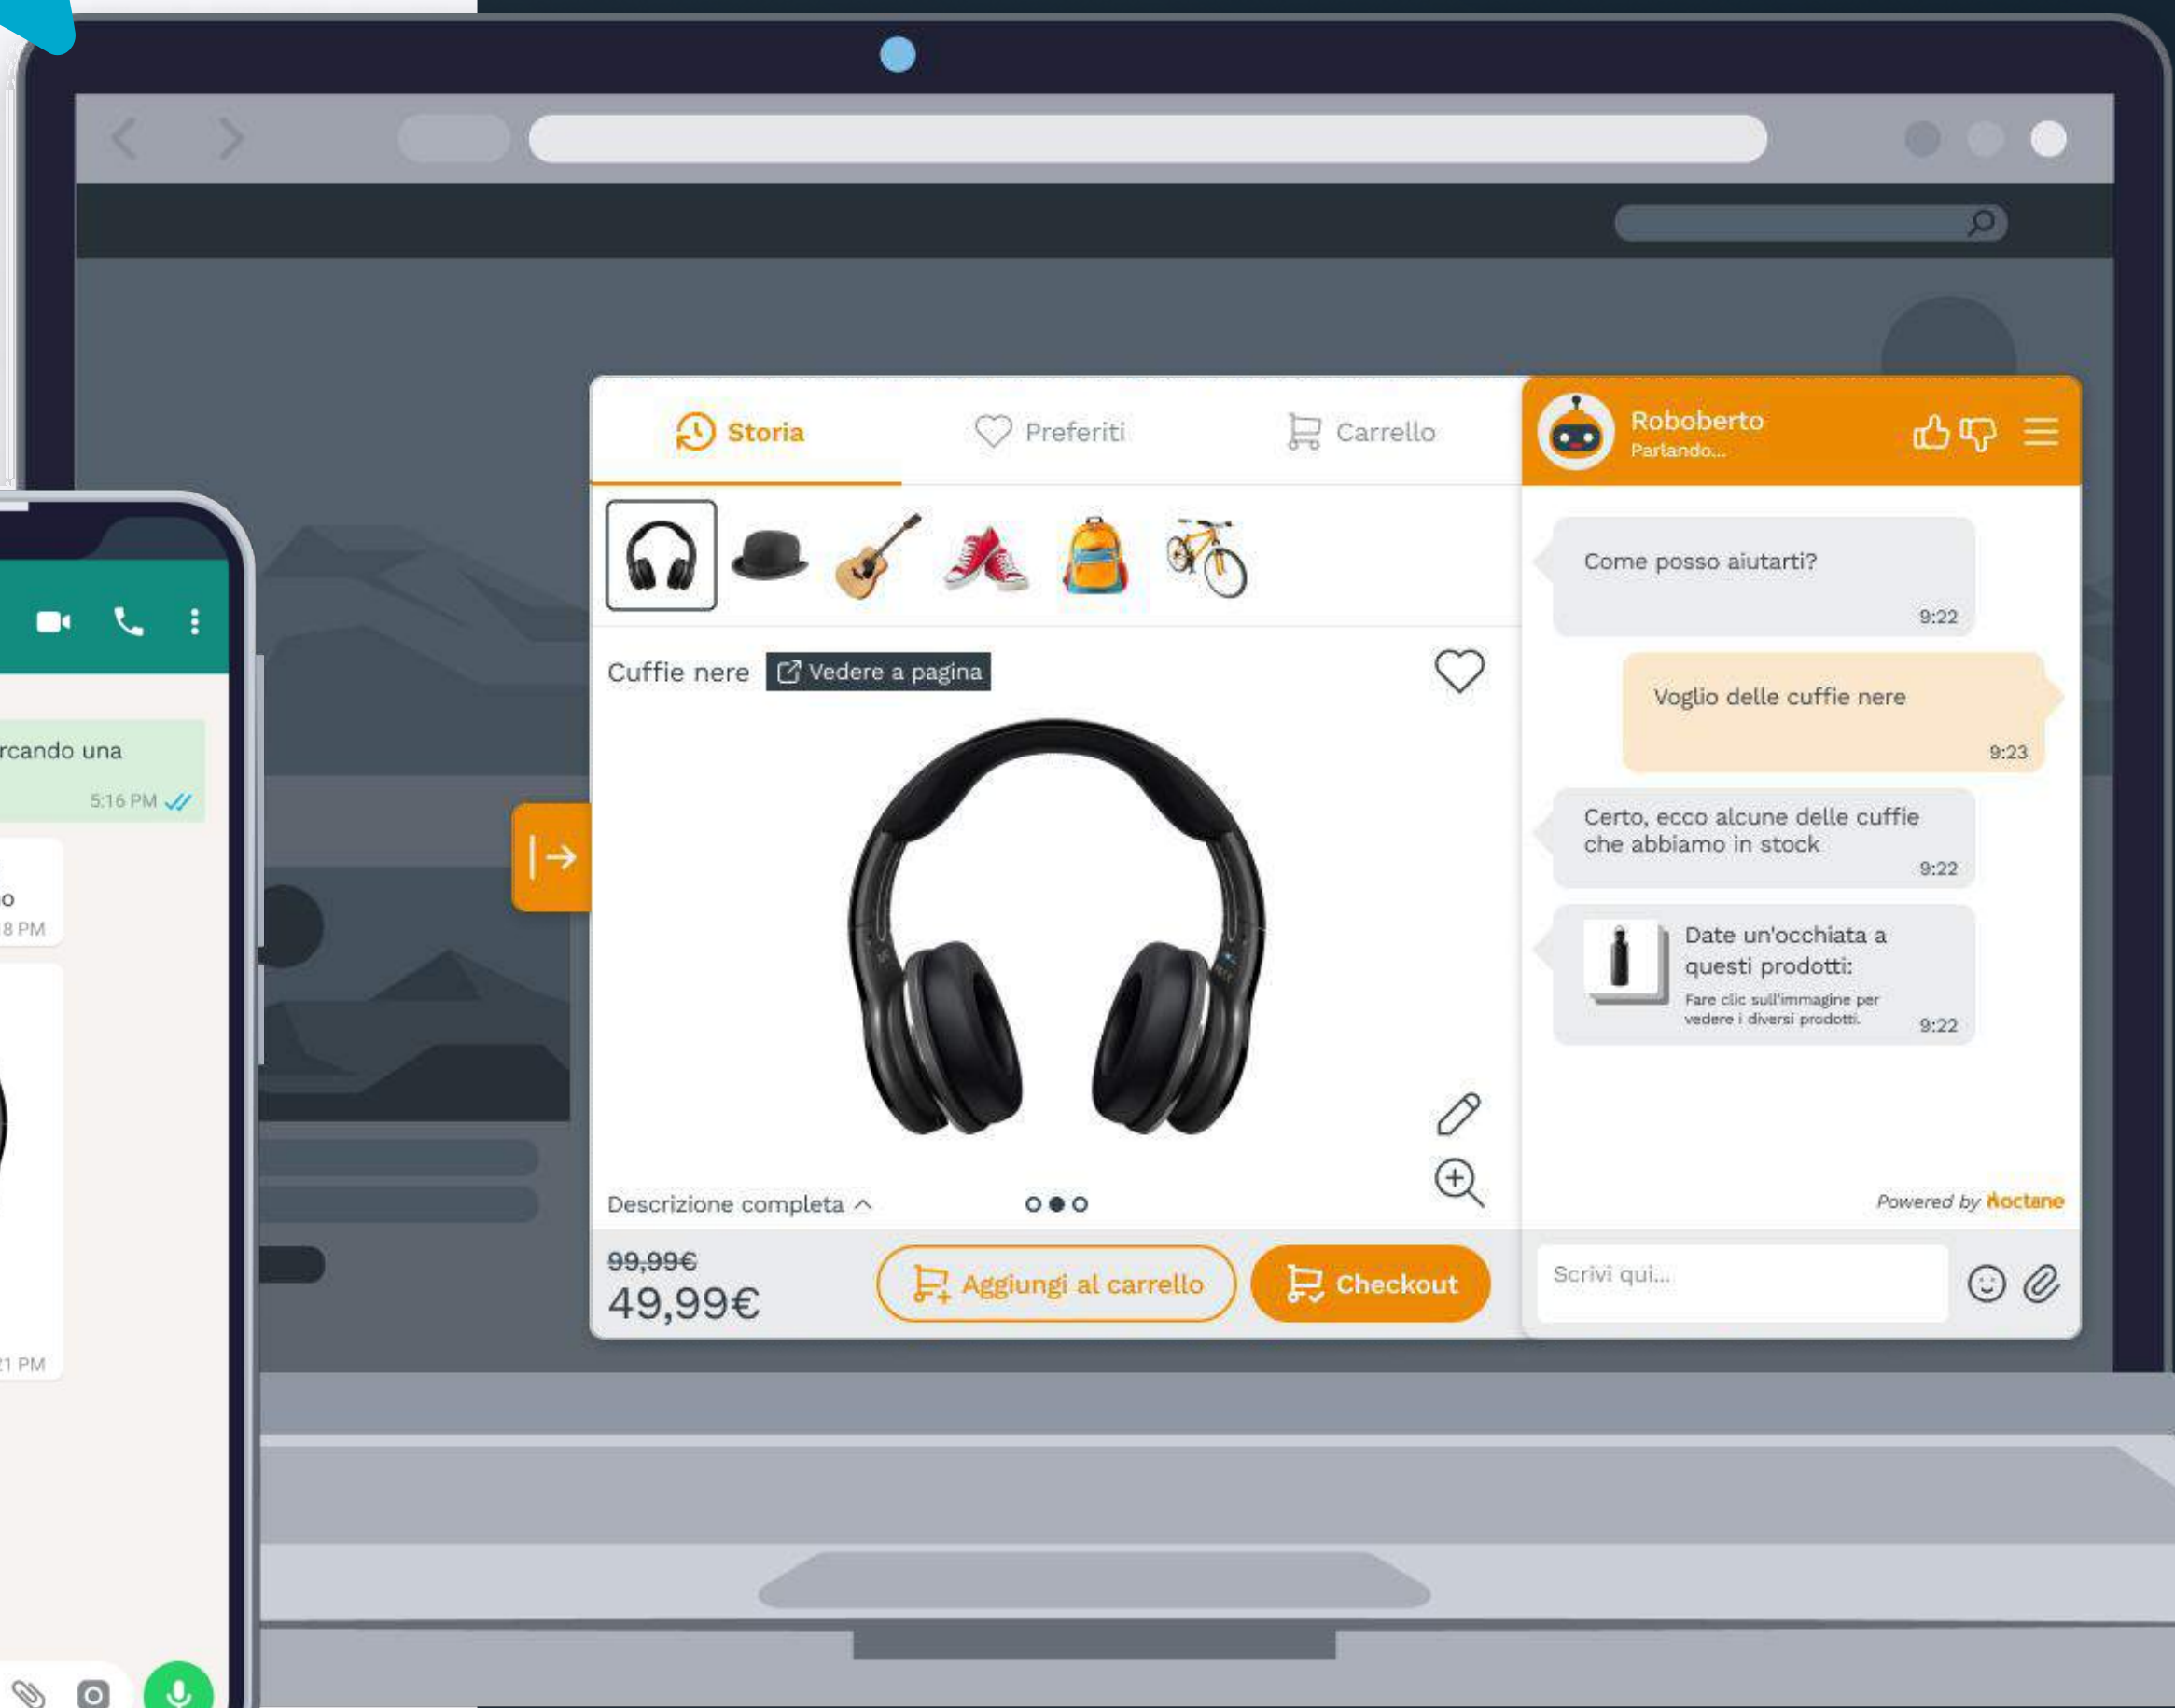 Storia
Preferiti
Carrello
Cuffie nere
Vedere a pagina
Descrizione completa
99,99€
49,99€
Aggiungi al carrello
Checkout
Roboberto
Parlando...
Come posso aiutarti?
9:22
Voglio delle cuffie nere
9:23
Certo, ecco alcune delle cuffie
che abbiamo in stock
9:22
Date un'occhiata a
questi prodotti:
Fare clic sull'immagine per
vedere i diversi prodotti.
9:22
Powered by noctane
Scrivi qui...
rcando una
5:16 PM
o
8 PM
21 PM